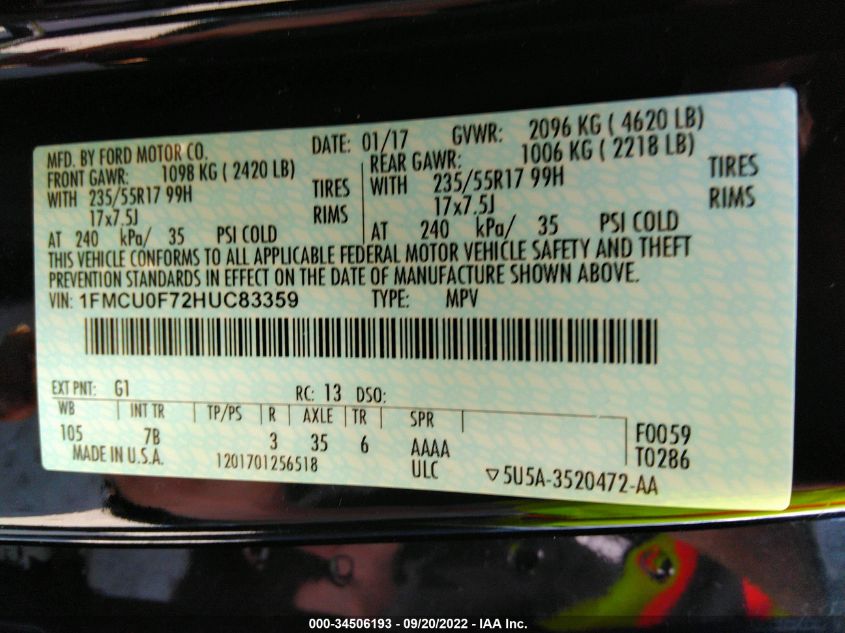 MFD. BY FORD MOTOR CO. DATE: 01/17 GVWR: 2096 KG ( 4620 LB)
FRONT GAWR: 1098 KG ( 2420 LB) REAR GAWR: 1006 KG ( 2218 LB)
WITH 235/55R17 99H TIRES WITH 235/55R17 99H TIRES
17x7.5J RIMS 17x7.5J RIMS
AT 240 kPa/ 35 PSI COLD AT 240 kPa/ 35 PSI COLD
THIS VEHICLE CONFORMS TO ALL APPLICABLE FEDERAL MOTOR VEHICLE SAFETY AND THEFT
PREVENTION STANDARDS IN EFFECT ON THE DATE OF MANUFACTURE SHOWN ABOVE.
VIN: 1FMCU0F72HUC83359 TYPE: MPV
EXT PNT: G1 RC: 13 DSO:
WB INT TR TP/PS R AXLE TR SPR
105 7B 3 35 6 AAAA F0059
MADE IN U.S.A. 1201701256518 ULC T0286
▽5U5A-3520472-AA
000-34506193 - 09/20/2022 - IAA Inc.